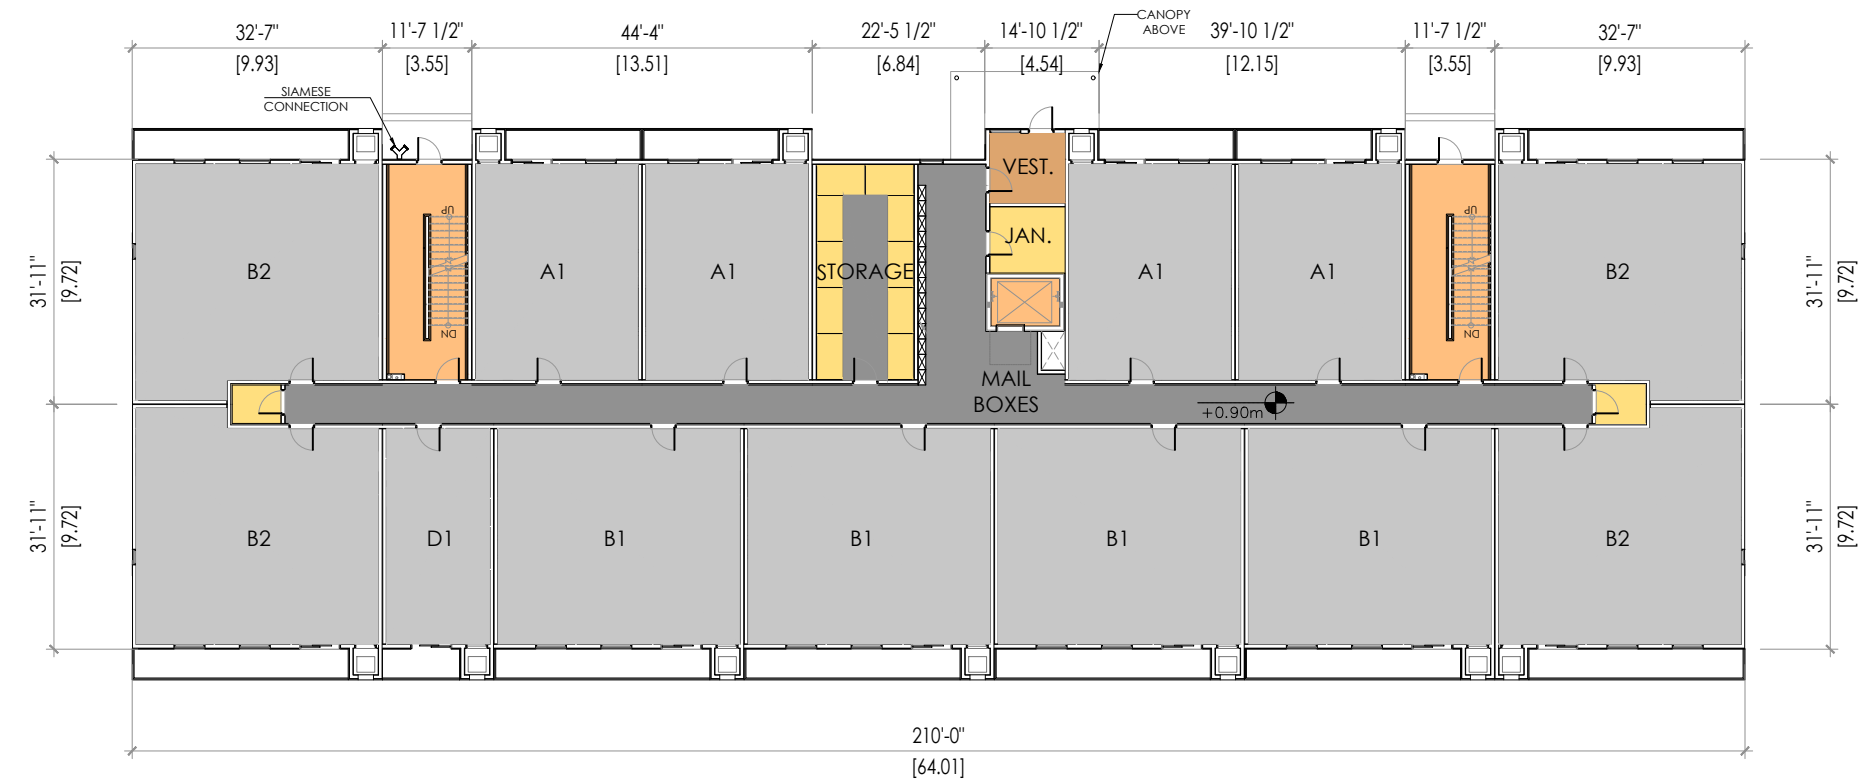 CANOPY
ABOVE
32'-7"
11'-7 1/2"
44'-4"
22'-5 1/2"
14'-10 1/2"
39'-10 1/2"
11'-7 1/2"
32'-7"
[9.93]
[3.55]
[13.51]
[6.84]
[4.54]
[12.15]
[3.55]
[9.93]
SIAMESE
CONNECTION
VEST.
UP
UP
JAN.
31'-11"
[9.72]
B2
A1
A1
STORAGE
A1
A1
B2
31'-11"
[9.72]
DN
DN
MAIL
BOXES
+0.90m
31'-11"
[9.72]
B2
D1
B1
B1
B1
B1
B2
31'-11"
[9.72]
210'-0"
[64.01]